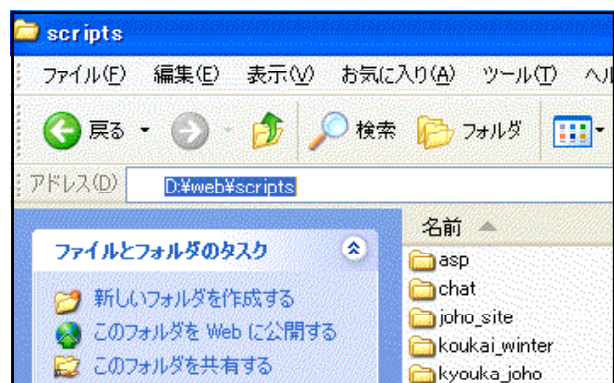 scripts
ファイル(F) 編集(E) 表示(V) お気に入り(A) ツール(T) ヘル
戻る 検索 フォルダ
アドレス(D) D:¥web¥scripts
名前
ファイルとフォルダのタスク
asp
新しいフォルダを作成する
chat
このフォルダを Web に公開する
joho_site
このフォルダを共有する
koukai_winter
kyouka_joho